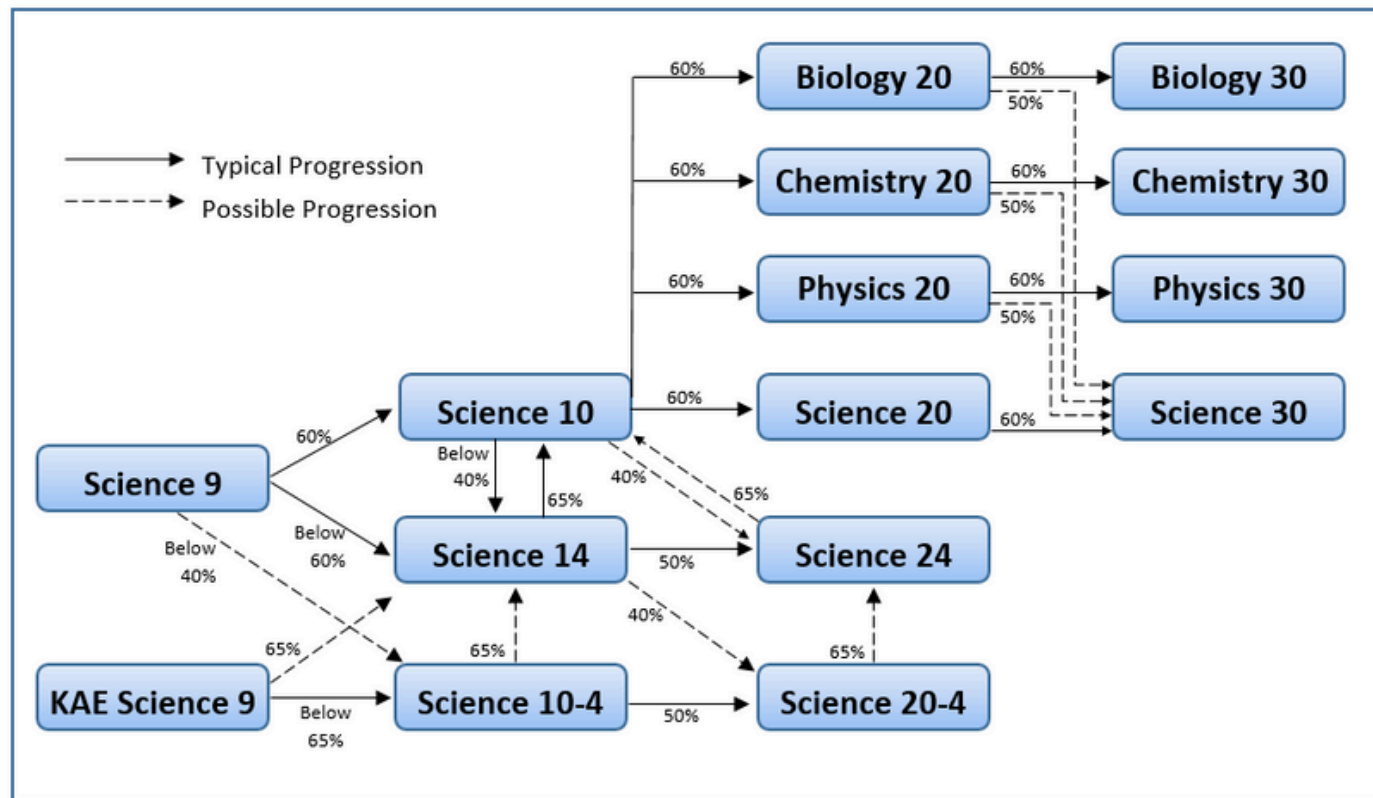 60%
Biology 20
60%
Biology 30
50%
Typical Progression
Possible Progression
60%
Chemistry 20
60%
Chemistry 30
50%
60%
Physics 20
60%
Physics 30
50%
Science 10
60%
Science 20
60%
Science 30
60%
Science 9
Below
40%
65%
40%
65%
Below
60%
Below
40%
Science 14
50%
Science 24
65%
65%
40%
65%
KAE Science 9
Below
65%
Science 10-4
50%
Science 20-4